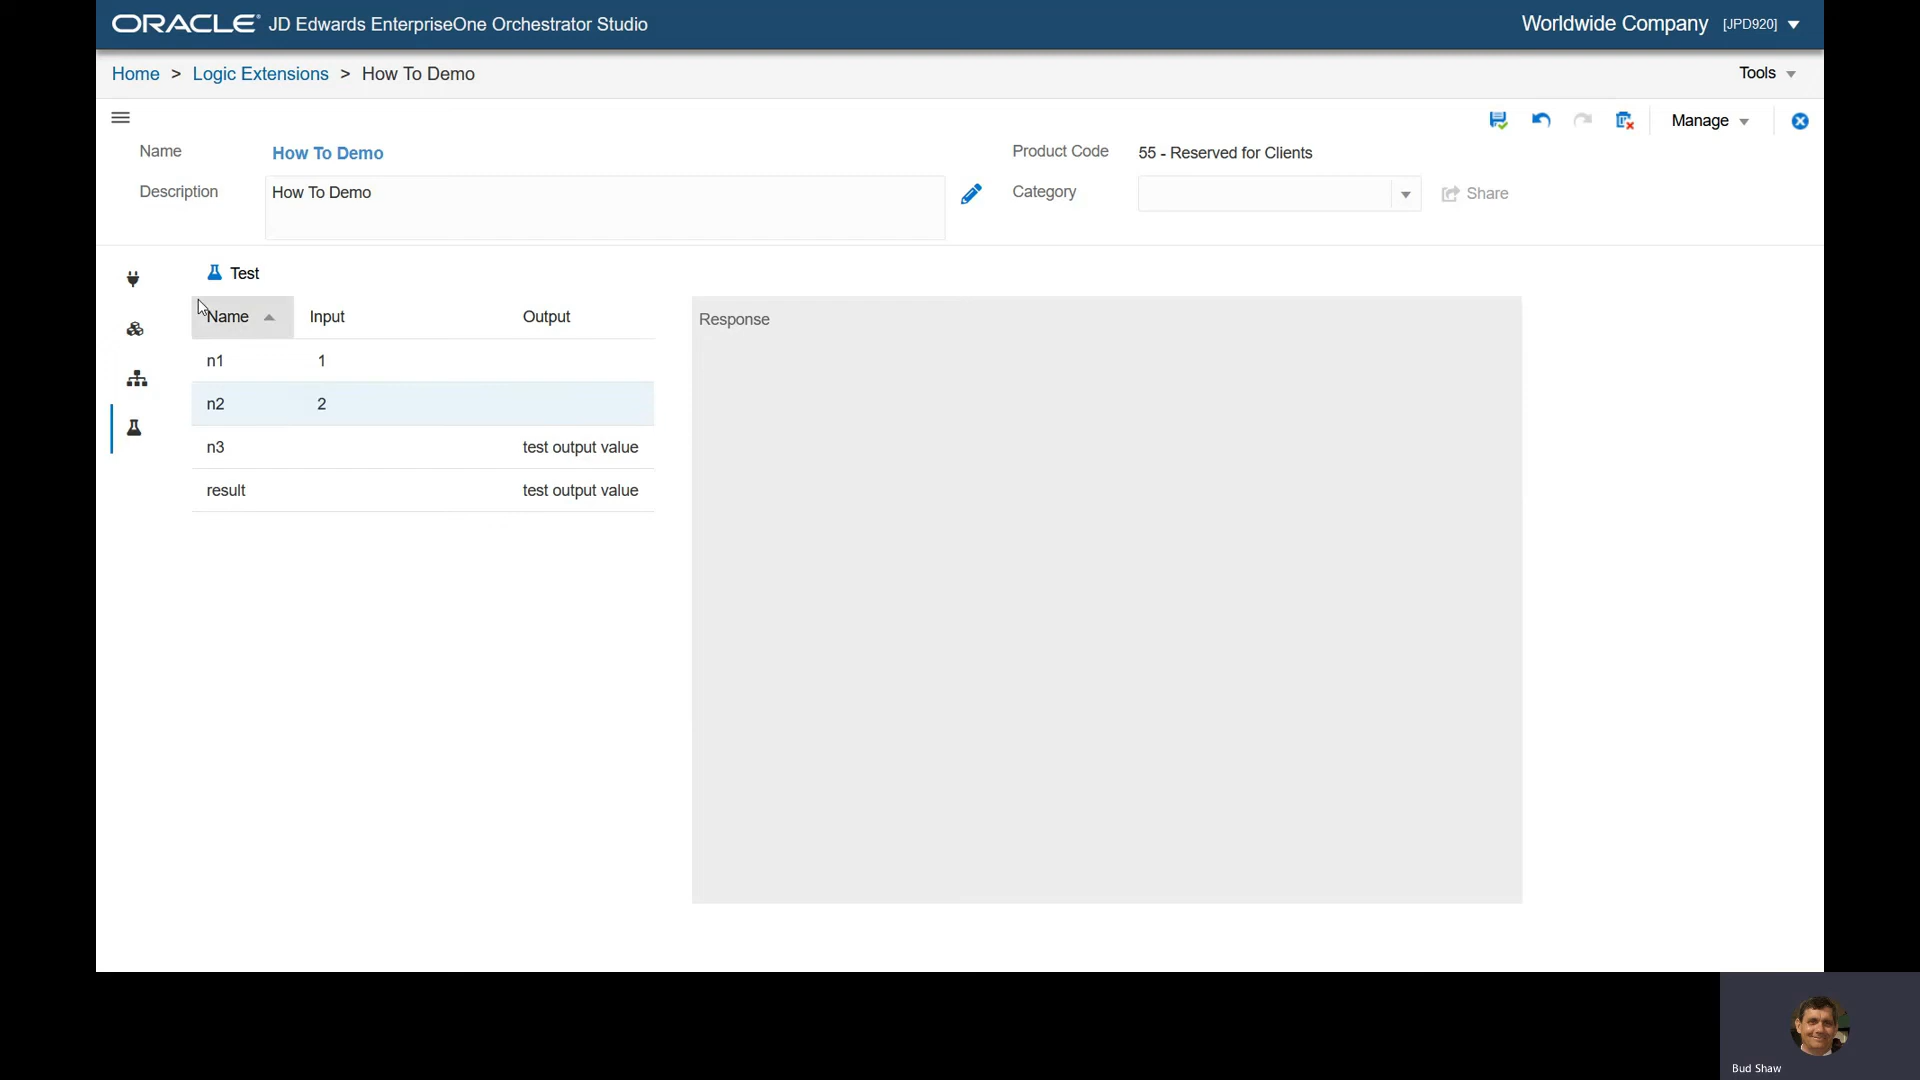 ORACLE JD Edwards EnterpriseOne Orchestrator Studio
Worldwide Company [JPD920]
Home > Logic Extensions > How To Demo
Tools
Manage
Name How To Demo
Product Code 55 - Reserved for Clients
Description How To Demo
Category
Share
Test
Name Input Output
n1 1
n2 2
n3 test output value
result test output value
Response
Bud Shaw